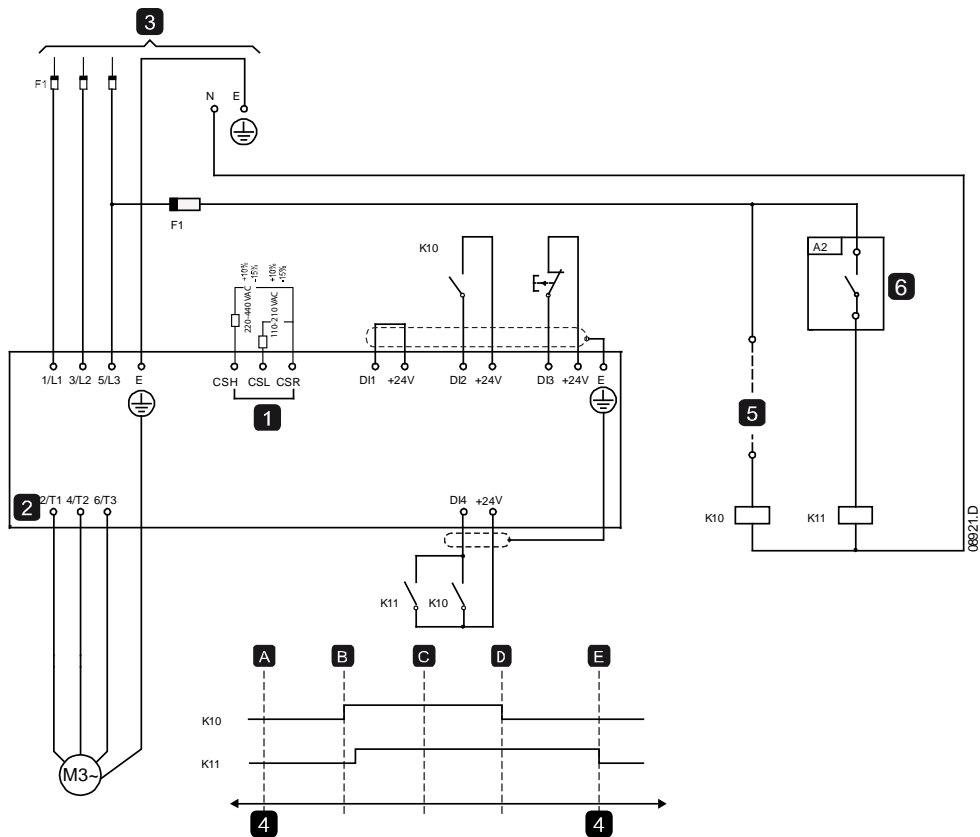 3
F1
N E
F1
K10
A2
6
220-440 VAC +10% -15%
110-210 VAC +10% -15%
1/L1 3/L2 5/L3 E CSH CSL CSR DI1 +24V DI2 +24V DI3 +24V E
1
5
2 2/T1 4/T2 6/T3
DI4 +24V
K10 K11
08921.D
K11 K10
A B C D E
K10
K11
M3~
4 4